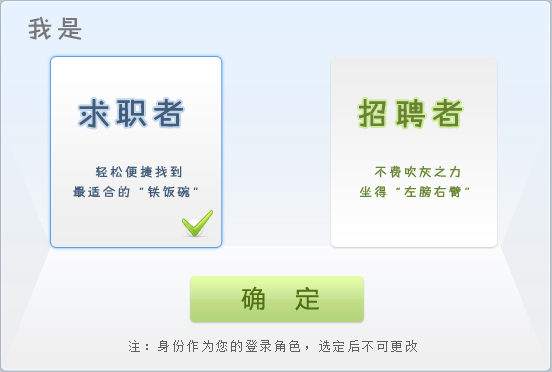 我是
求职者
轻松便捷找到
最适合的“铁饭碗”
招聘者
不费吹灰之力
坐得“左膀右臂”
确 定
注：身份作为您的登录角色，选定后不可更改